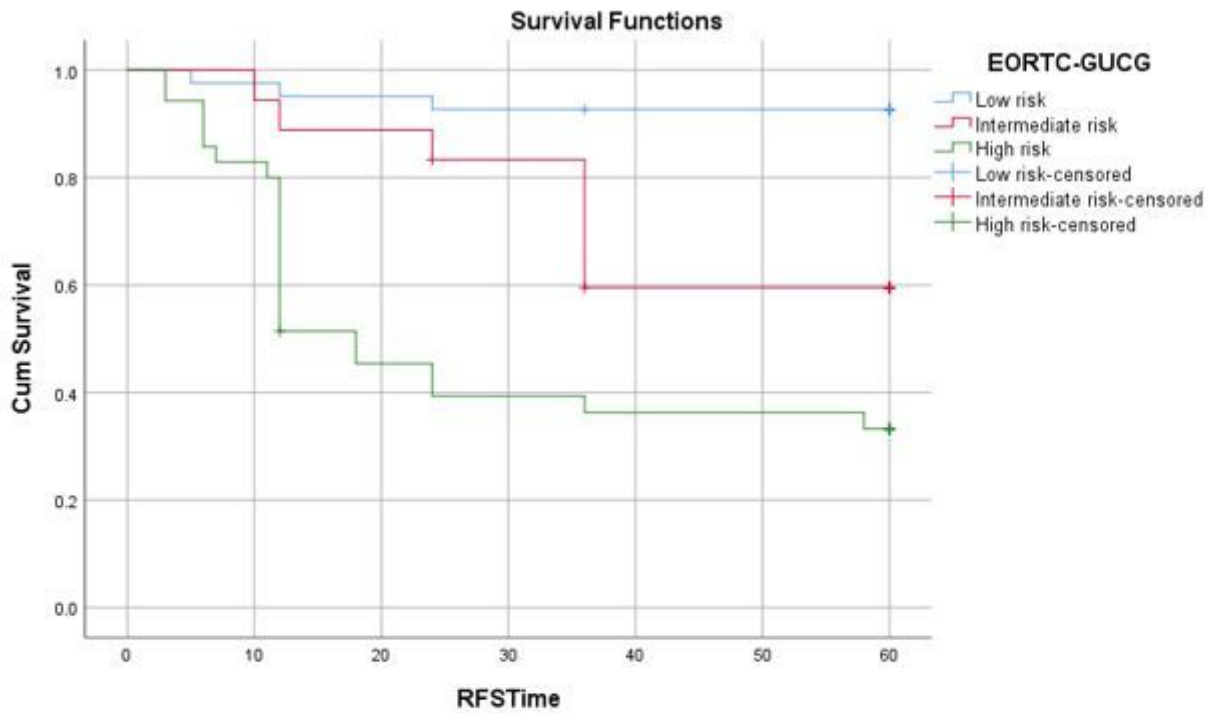 Survival Functions
EORTC-GUCG
Low risk
Intermediate risk
High risk
Low risk-censored
Intermediate risk-censored
High risk-censored
Cum Survival
1.0
0.8
0.6
0.4
0.2
0.0
0 10 20 30 40 50 60
RFSTime